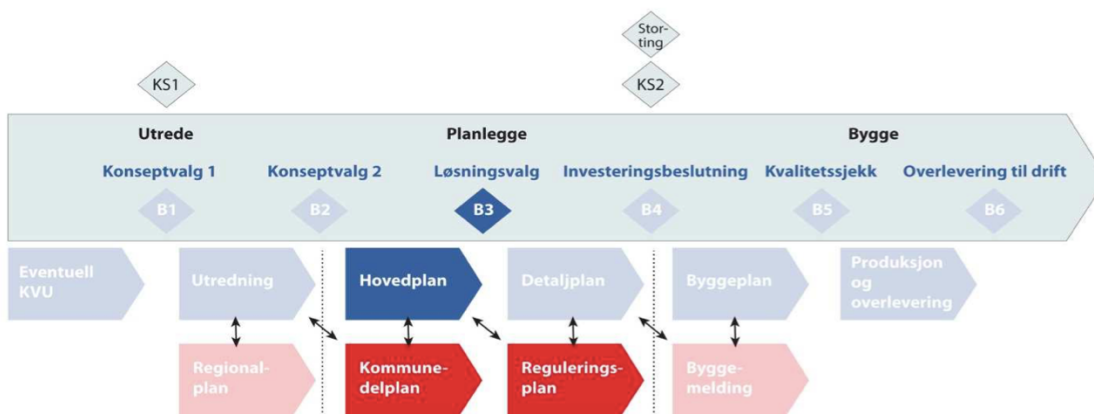 Stor-
ting
KS1
KS2
Utrede
Planlegge
Bygge
Konseptvalg 1
Konseptvalg 2
Løsningsvalg
Investeringsbeslutning
Kvalitetssjekk
Overlevering til drift
B1
B2
B3
B4
B5
B6
Eventuell
KVU
Utredning
Hovedplan
Detaljplan
Byggeplan
Produksjon
og
overlevering
Regional-
plan
Kommune-
delplan
Regulerings-
plan
Bygge-
melding